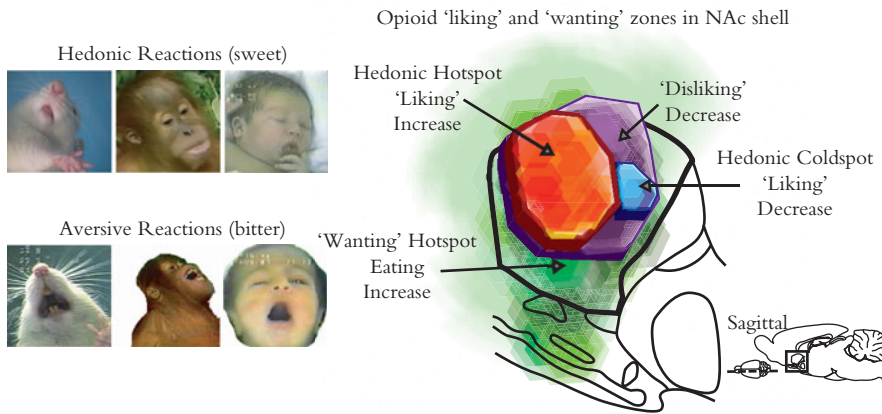 Opioid ‘liking’ and ‘wanting’ zones in NAc shell
Hedonic Reactions (sweet)
Aversive Reactions (bitter)
Hedonic Hotspot
‘Liking’
Increase
‘Disliking’
Decrease
Hedonic Coldspot
‘Liking’
Decrease
‘Wanting’ Hotspot
Eating
Increase
Sagittal